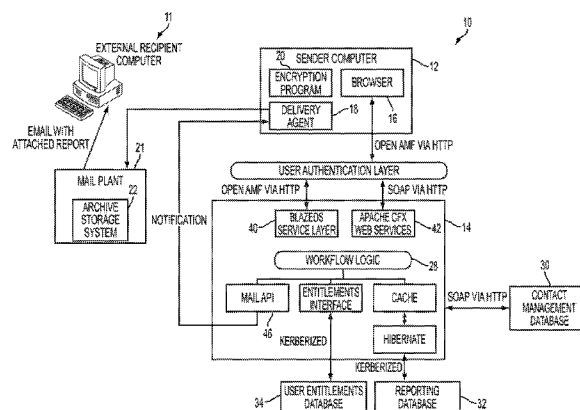 11
10
EXTERNAL RECIPIENT
COMPUTER
SENDER COMPUTER
20
ENCRYPTION
PROGRAM
BROWSER
12
DELIVERY
AGENT
18
16
EMAIL WITH
ATTACHED REPORT
21
OPEN AMF VIA HTTP
USER AUTHENTICATION LAYER
MAIL PLANT
22
ARCHIVE
STORAGE
SYSTEM
NOTIFICATION
OPEN AMF VIA HTTP
SOAP VIA HTTP
BLAZEDS
SERVICE LAYER
40
APACHE CFX
WEB SERVICES
42
14
WORKFLOW LOGIC
28
MAIL API
46
ENTITLEMENTS
INTERFACE
CACHE
SOAP VIA HTTP
30
CONTACT
MANAGEMENT
DATABASE
KERBERIZED
HIBERNATE
KERBERIZED
34
USER ENTITLEMENTS
DATABASE
REPORTING
DATABASE
32